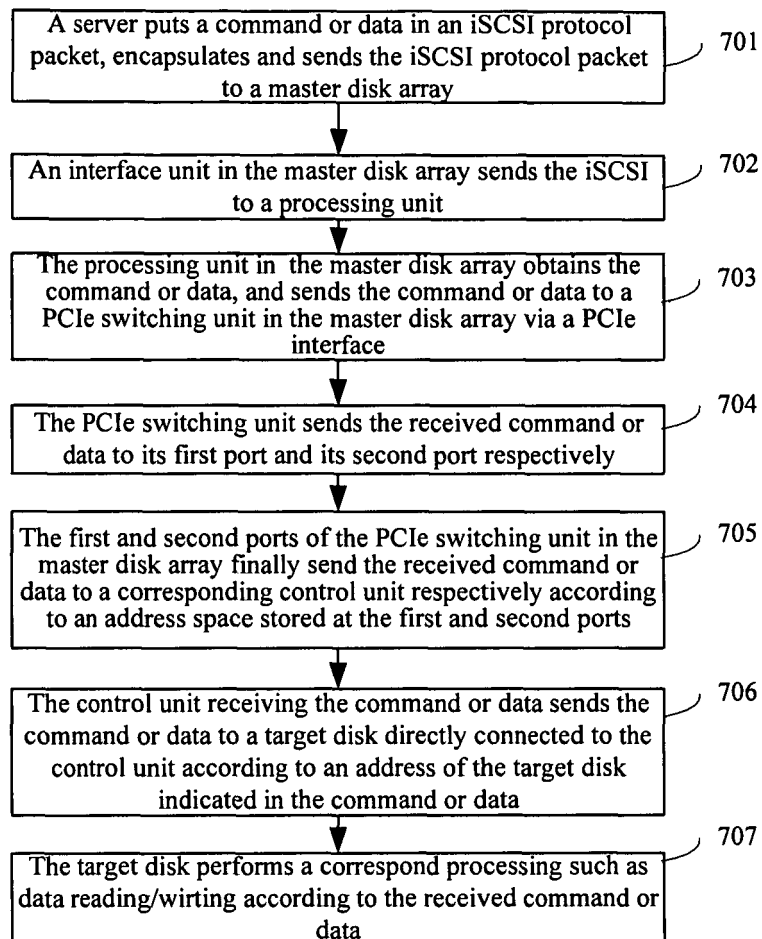 A server puts a command or data in an iSCSI protocol
packet, encapsulates and sends the iSCSI protocol packet
to a master disk array
701
An interface unit in the master disk array sends the iSCSI
to a processing unit
702
The processing unit in the master disk array obtains the
command or data, and sends the command or data to a
PCIe switching unit in the master disk array via a PCIe
interface
703
The PCIe switching unit sends the received command or
data to its first port and its second port respectively
704
The first and second ports of the PCIe switching unit in the
master disk array finally send the received command or
data to a corresponding control unit respectively according
to an address space stored at the first and second ports
705
The control unit receiving the command or data sends the
command or data to a target disk directly connected to the
control unit according to an address of the target disk
indicated in the command or data
706
The target disk performs a correspond processing such as
data reading/wirting according to the received command or
data
707